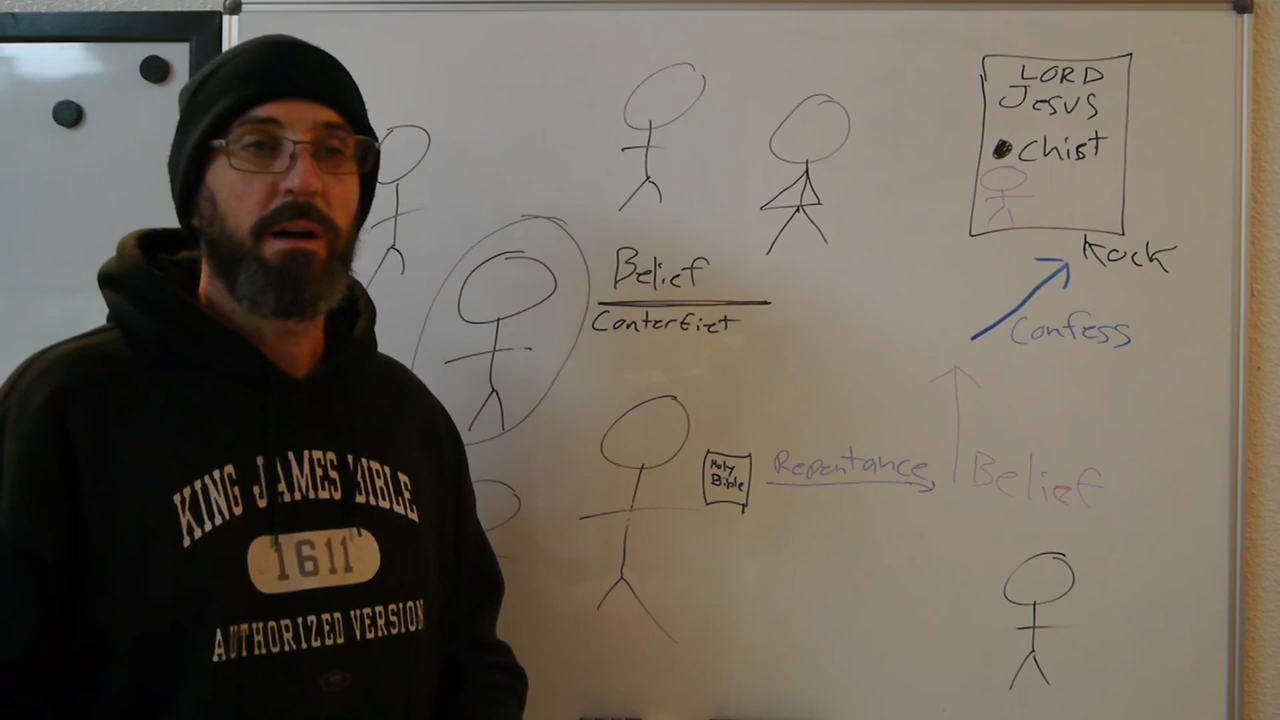 LORD
Jesus
Chist
Rock
Belief
Conterfiet
Confess
Holy
Bible
Repentance
Belief
KING JAMES BIBLE
1611
AUTHORIZED VERSION